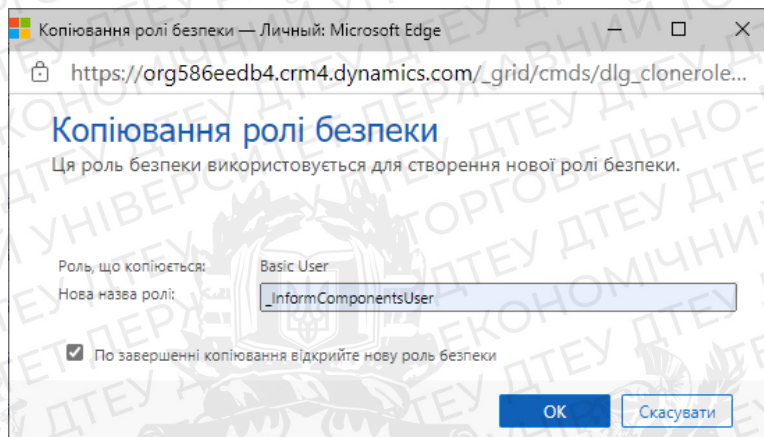 Копіювання ролі безпеки — Личный: Microsoft Edge
https://org586eedb4.crm4.dynamics.com/_grid/cmds/dlg_clonerole...
Копіювання ролі безпеки
Ця роль безпеки використовується для створення нової ролі безпеки.
Роль, що копіюється: Basic User
Нова назва ролі: _InformComponentsUser
По завершенні копіювання відкрийте нову роль безпеки
ОК Скасувати